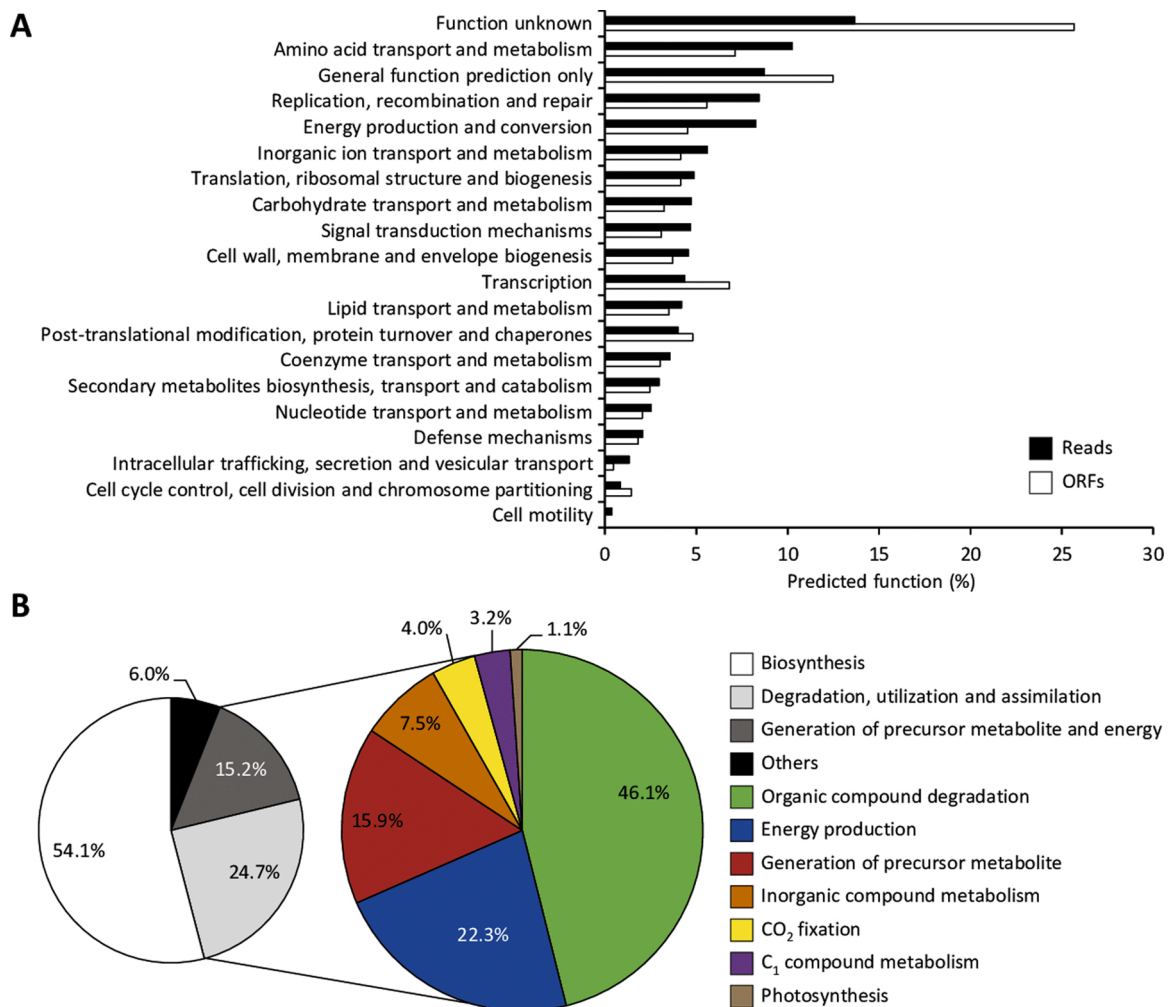 A
Function unknown
Amino acid transport and metabolism
General function prediction only
Replication, recombination and repair
Energy production and conversion
Inorganic ion transport and metabolism
Translation, ribosomal structure and biogenesis
Carbohydrate transport and metabolism
Signal transduction mechanisms
Cell wall, membrane and envelope biogenesis
Transcription
Lipid transport and metabolism
Post-translational modification, protein turnover and chaperones
Coenzyme transport and metabolism
Secondary metabolites biosynthesis, transport and catabolism
Nucleotide transport and metabolism
Defense mechanisms
Intracellular trafficking, secretion and vesicular transport
Cell cycle control, cell division and chromosome partitioning
Cell motility
Reads
ORFs
0 5 10 15 20 25 30
Predicted function (%)
B
6.0%
15.2%
24.7%
54.1%
4.0%
3.2%
1.1%
7.5%
15.9%
22.3%
46.1%
Biosynthesis
Degradation, utilization and assimilation
Generation of precursor metabolite and energy
Others
Organic compound degradation
Energy production
Generation of precursor metabolite
Inorganic compound metabolism
CO₂ fixation
C₁ compound metabolism
Photosynthesis